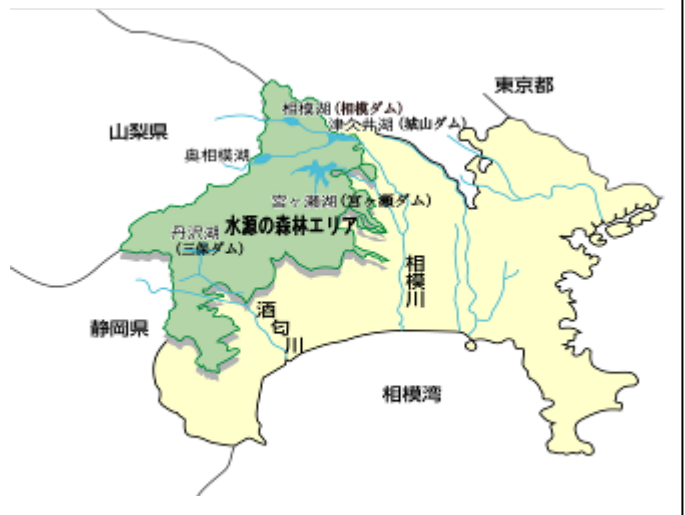 東京都
相模湖(相模ダム)
津久井湖(城山ダム)
山梨県
奥相模湖
宮ヶ瀬湖(宮ヶ瀬ダム)
水源の森林エリア
丹沢湖
(三保ダム)
相模川
静岡県
酒匂川
相模湾